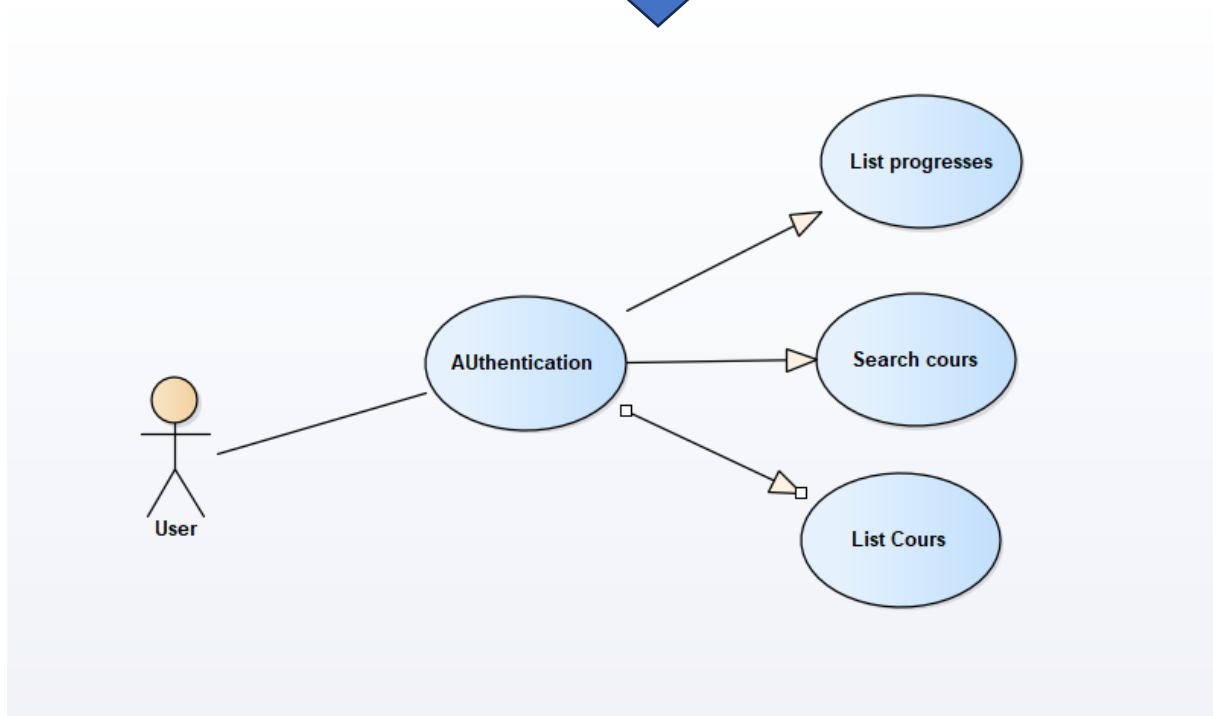 List progresses
AUthentication
Search cours
List Cours
User